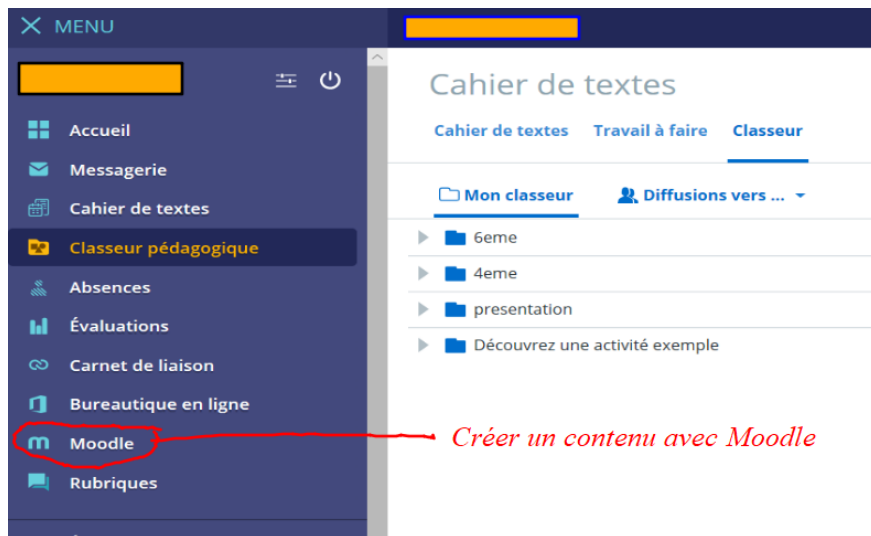 MENU
Accueil
Messagerie
Cahier de textes
Classeur pédagogique
Absences
Évaluations
Carnet de liaison
Bureautique en ligne
Moodle
Rubriques
Cahier de textes
Cahier de textes Travail à faire Classeur
Mon classeur Diffusions vers ...
6eme
4eme
presentation
Découvrez une activité exemple
Créer un contenu avec Moodle